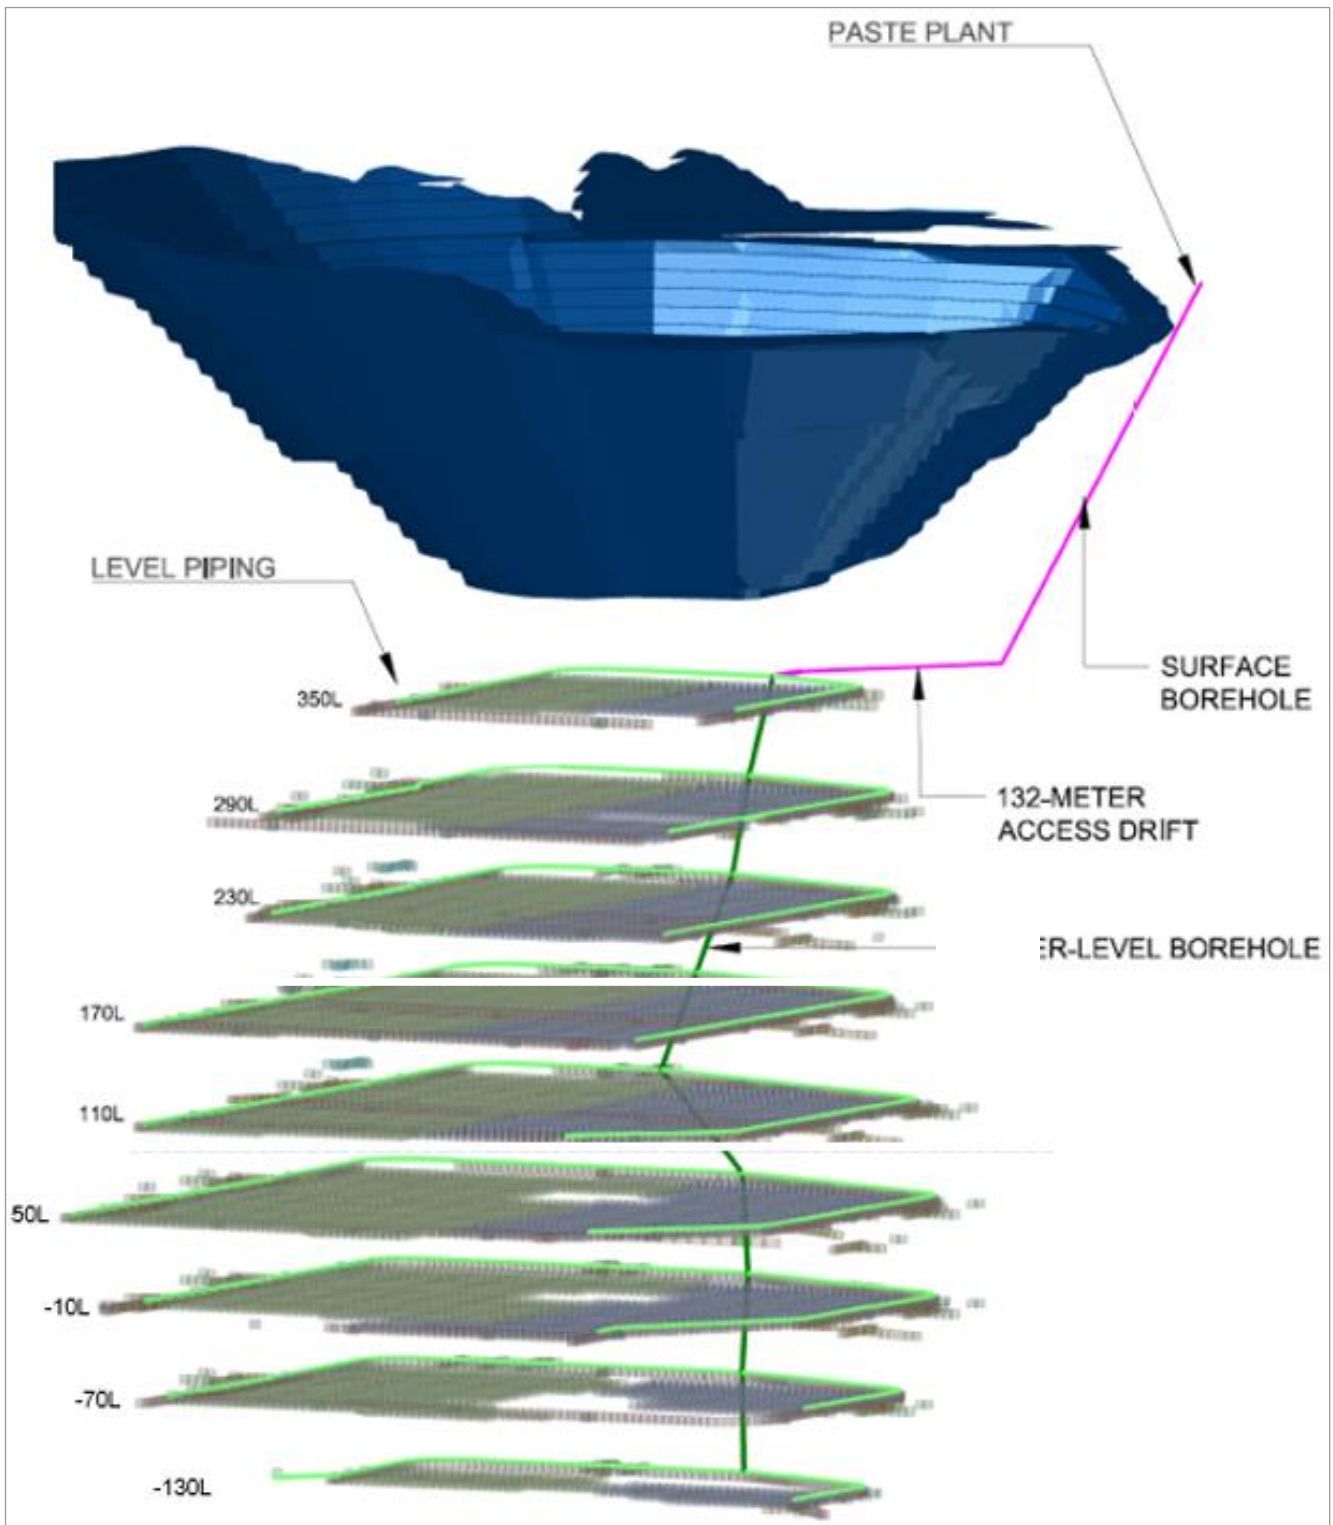 PASTE PLANT
LEVEL PIPING
SURFACE
BOREHOLE
350L
132-METER
ACCESS DRIFT
290L
230L
ER-LEVEL BOREHOLE
170L
110L
50L
-10L
-70L
-130L